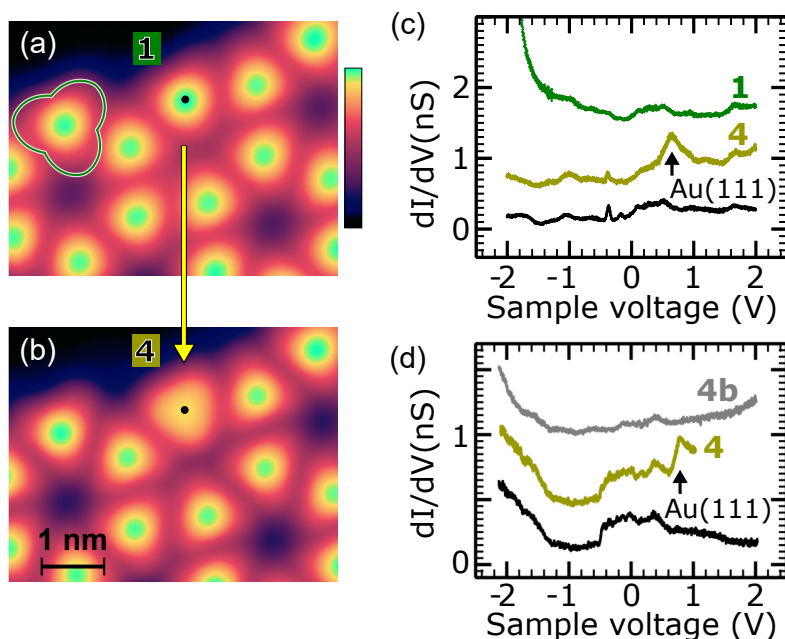 (a)
1
(b)
4
1 nm
(c)
dI/dV(nS)
2
1
0
1
4
Au(111)
-2 -1 0 1 2
Sample voltage (V)
(d)
dI/dV(nS)
1
0
4b
4
Au(111)
-2 -1 0 1 2
Sample voltage (V)